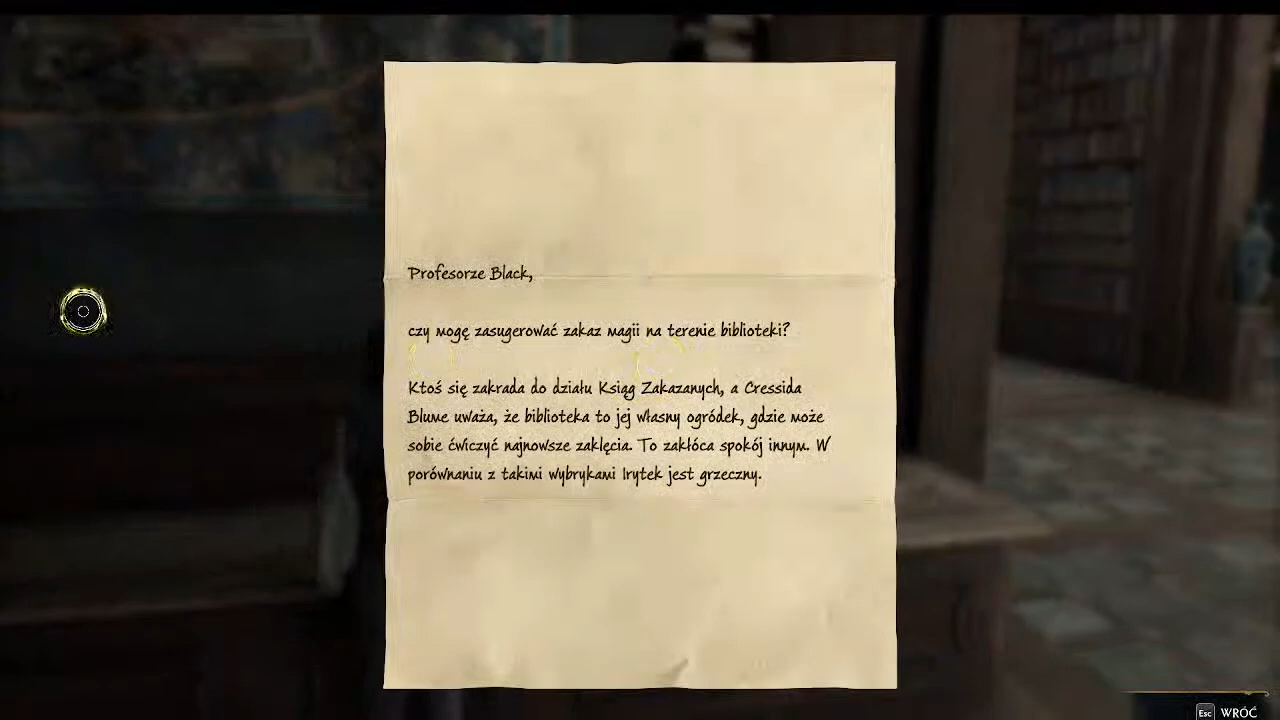 Profesorze Black,
czy mogę zasugerować zakaz magii na terenie biblioteki?
Ktoś się zakrada do działu Ksiąg Zakazanych, a Cressida
Blume uważa, że biblioteka to jej własny ogródek, gdzie może
sobie ćwiczyć najnowsze zaklęcia. To zakłóca spokój innym. W
porównaniu z takimi wybrykami Irytek jest grzeczny.
Esc WRÓĆ